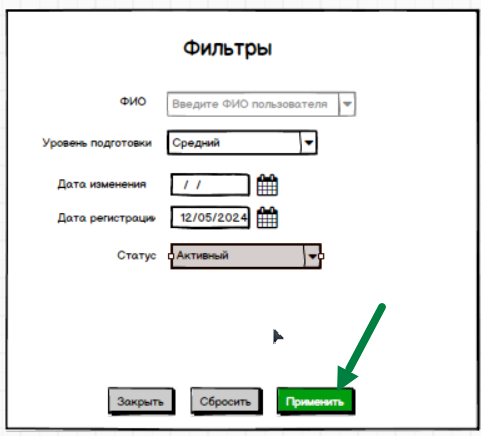 Фильтры
ФИО Введите ФИО пользователя
Уровень подготовки Средний
Дата изменения / /
Дата регистрации 12/05/2024
Статус Активный
Закрыть Сбросить Применить